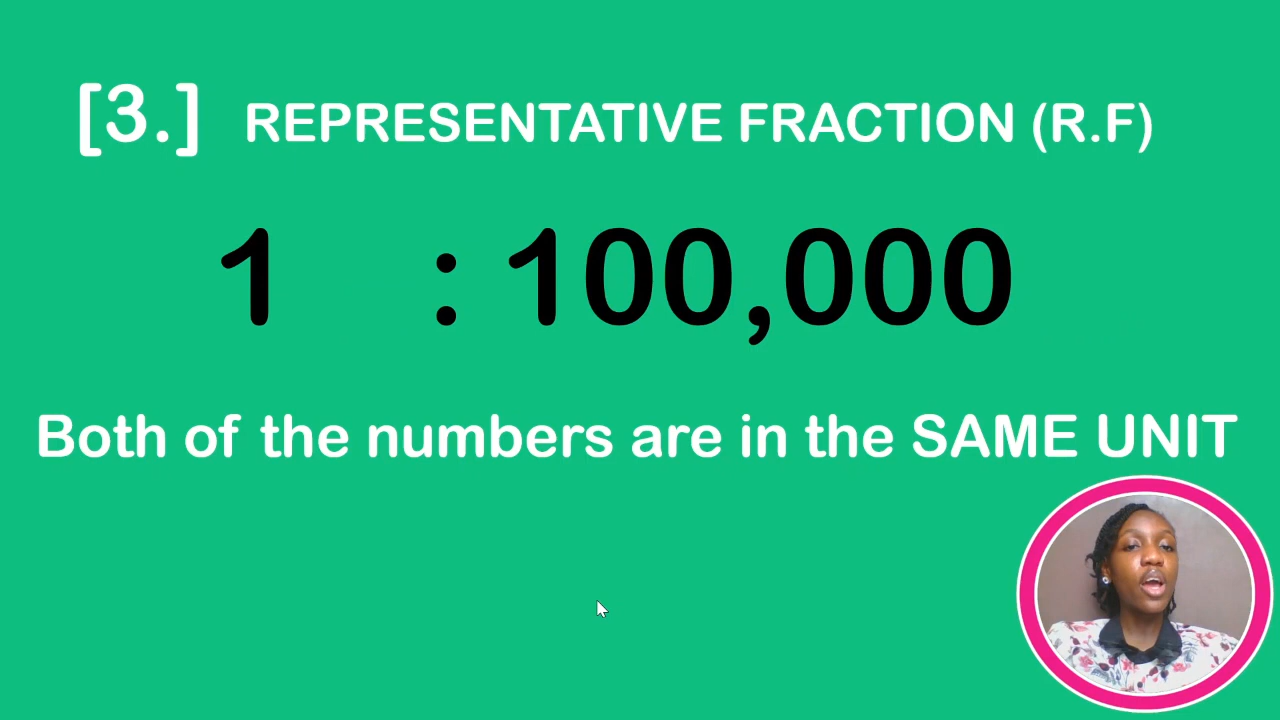 [3.] REPRESENTATIVE FRACTION (R.F)
1 : 100,000
Both of the numbers are in the SAME UNIT